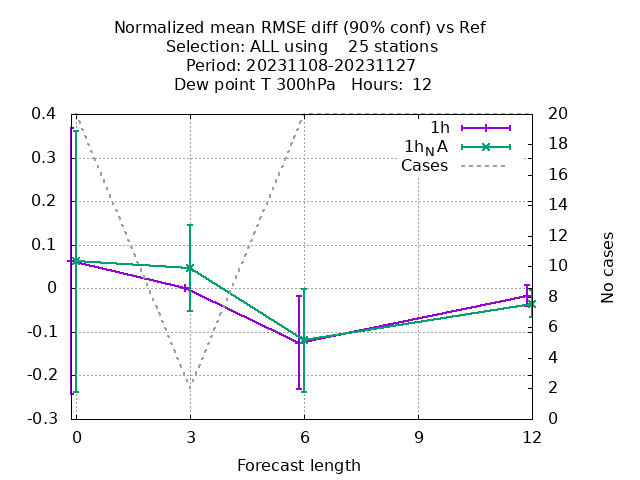 Normalized mean RMSE diff (90% conf) vs Ref
Selection: ALL using    25 stations
Period: 20231108-20231127
Dew point T 300hPa   Hours:  12
1h
1h_NA
Cases
0.4
0.3
0.2
0.1
0
-0.1
-0.2
-0.3
20
18
16
14
12
10
8
6
4
2
0
No cases
0 3 6 9 12
Forecast length